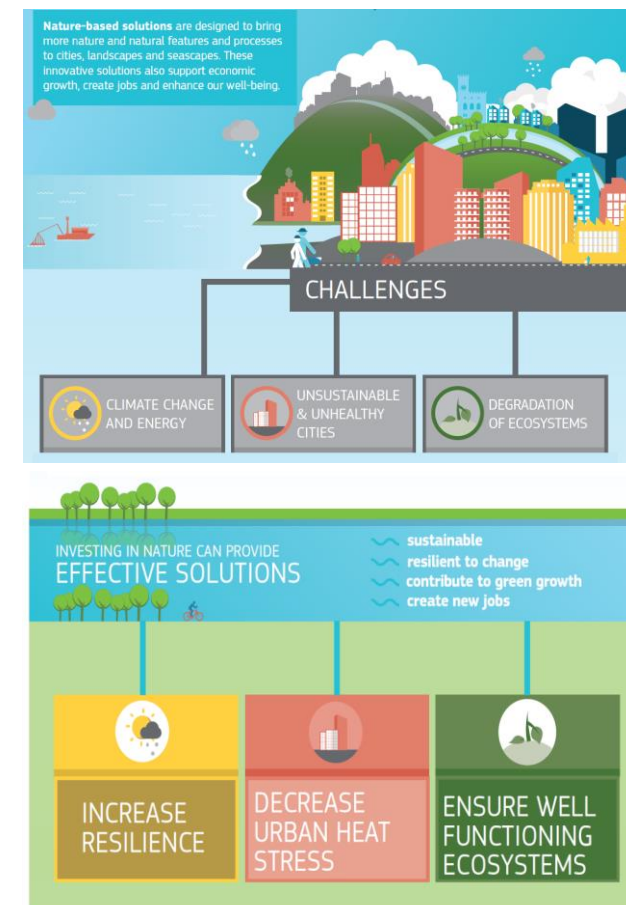 Nature-based solutions are designed to bring
more nature and natural features and processes
to cities, landscapes and seascapes. These
innovative solutions also support economic
growth, create jobs and enhance our well-being.
CHALLENGES
CLIMATE CHANGE
AND ENERGY
UNSUSTAINABLE
& UNHEALTHY
CITIES
DEGRADATION
OF ECOSYSTEMS
INVESTING IN NATURE CAN PROVIDE
EFFECTIVE SOLUTIONS
sustainable
resilient to change
contribute to green growth
create new jobs
INCREASE
RESILIENCE
DECREASE
URBAN HEAT
STRESS
ENSURE WELL
FUNCTIONING
ECOSYSTEMS